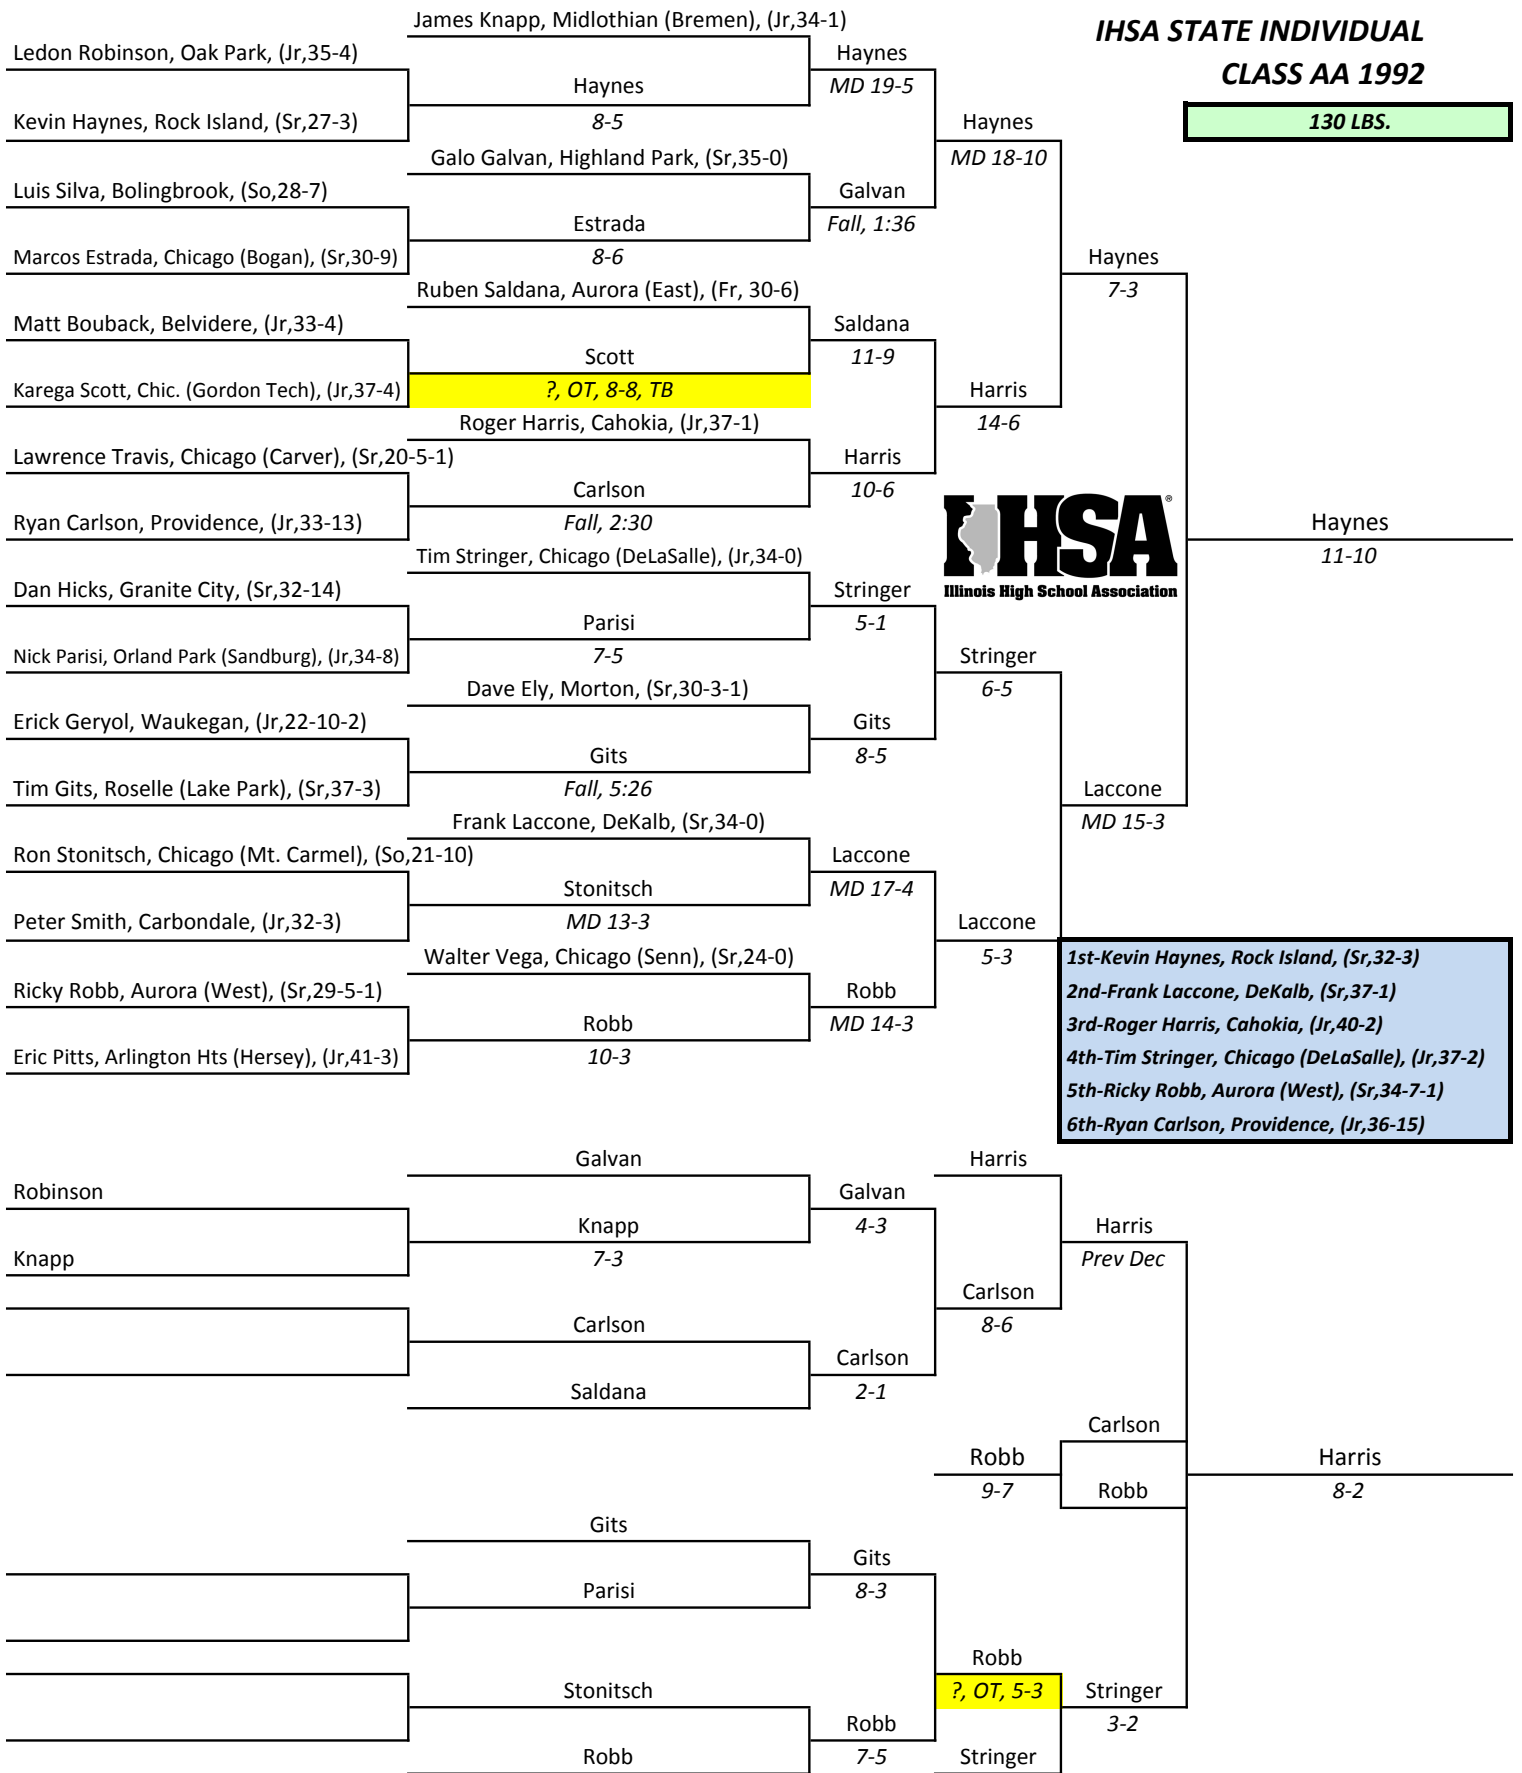 James Knapp, Midlothian (Bremen), (Jr,34-1)
IHSA STATE INDIVIDUAL
CLASS AA 1992
130 LBS.
Ledon Robinson, Oak Park, (Jr,35-4)
Haynes
MD 19-5
Haynes
8-5
Kevin Haynes, Rock Island, (Sr,27-3)
Haynes
MD 18-10
Galo Galvan, Highland Park, (Sr,35-0)
Luis Silva, Bolingbrook, (So,28-7)
Galvan
Fall, 1:36
Estrada
8-6
Marcos Estrada, Chicago (Bogan), (Sr,30-9)
Haynes
7-3
Ruben Saldana, Aurora (East), (Fr, 30-6)
Matt Bouback, Belvidere, (Jr,33-4)
Saldana
11-9
Scott
?, OT, 8-8, TB
Karega Scott, Chic. (Gordon Tech), (Jr,37-4)
Harris
14-6
Roger Harris, Cahokia, (Jr,37-1)
Lawrence Travis, Chicago (Carver), (Sr,20-5-1)
Harris
10-6
Carlson
Fall, 2:30
Ryan Carlson, Providence, (Jr,33-13)
IHSA®
Illinois High School Association
Haynes
11-10
Tim Stringer, Chicago (DeLaSalle), (Jr,34-0)
Dan Hicks, Granite City, (Sr,32-14)
Stringer
5-1
Parisi
7-5
Nick Parisi, Orland Park (Sandburg), (Jr,34-8)
Stringer
6-5
Dave Ely, Morton, (Sr,30-3-1)
Erick Geryol, Waukegan, (Jr,22-10-2)
Gits
8-5
Gits
Fall, 5:26
Tim Gits, Roselle (Lake Park), (Sr,37-3)
Laccone
MD 15-3
Frank Laccone, DeKalb, (Sr,34-0)
Ron Stonitsch, Chicago (Mt. Carmel), (So,21-10)
Laccone
MD 17-4
Stonitsch
MD 13-3
Peter Smith, Carbondale, (Jr,32-3)
Laccone
5-3
Walter Vega, Chicago (Senn), (Sr,24-0)
Ricky Robb, Aurora (West), (Sr,29-5-1)
Robb
MD 14-3
Robb
10-3
Eric Pitts, Arlington Hts (Hersey), (Jr,41-3)
1st-Kevin Haynes, Rock Island, (Sr,32-3)
2nd-Frank Laccone, DeKalb, (Sr,37-1)
3rd-Roger Harris, Cahokia, (Jr,40-2)
4th-Tim Stringer, Chicago (DeLaSalle), (Jr,37-2)
5th-Ricky Robb, Aurora (West), (Sr,34-7-1)
6th-Ryan Carlson, Providence, (Jr,36-15)
Galvan
Harris
Robinson
Galvan
4-3
Knapp
7-3
Harris
Prev Dec
Knapp
Carlson
8-6
Carlson
Carlson
2-1
Saldana
Carlson
Robb
9-7
Robb
Harris
8-2
Gits
Gits
8-3
Parisi
Robb
?, OT, 5-3
Stonitsch
Stringer
3-2
Robb
7-5
Robb
Stringer